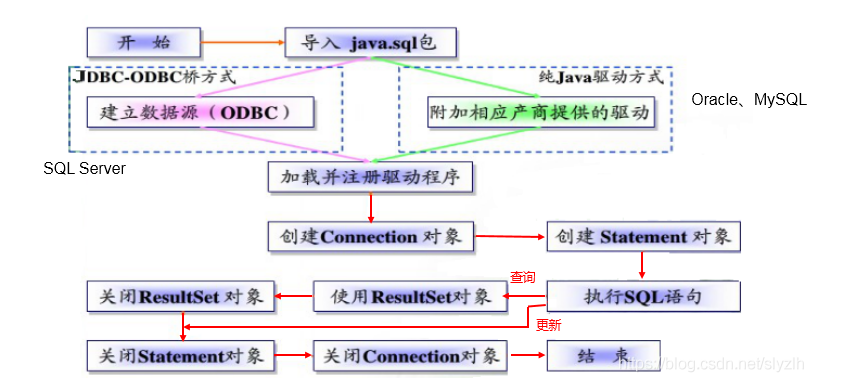 开 始
导入 java.sql包
JDBC-ODBC桥方式
纯Java驱动方式
建立数据源（ODBC）
附加相应产商提供的驱动
Oracle、MySQL
SQL Server
加载并注册驱动程序
创建Connection 对象
创建 Statement 对象
查询
关闭ResultSet 对象
使用ResultSet对象
执行SQL语句
更新
关闭Statement对象
关闭Connection对象
结 束
https://blog.csdn.net/slyzlh